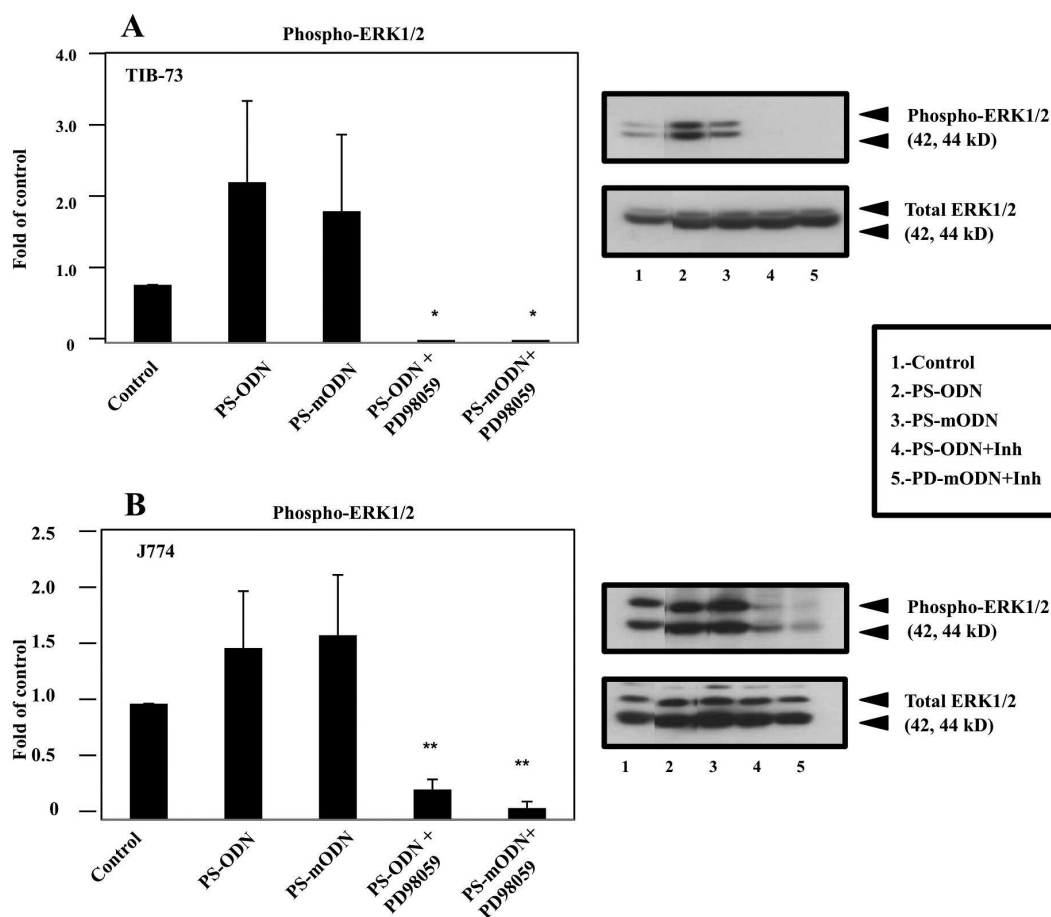 A
Phospho-ERK1/2
TIB-73
Fold of control
4.0
3.0
2.0
1.0
0
*
*
Control
PS-ODN
PS-mODN
PS-ODN +
PD98059
PS-mODN+
PD98059
Phospho-ERK1/2
(42, 44 kD)
Total ERK1/2
(42, 44 kD)
1 2 3 4 5
1.-Control
2.-PS-ODN
3.-PS-mODN
4.-PS-ODN+Inh
5.-PD-mODN+Inh
B
Phospho-ERK1/2
J774
Fold of control
2.5
2.0
1.5
1.0
0.5
0
**
**
Control
PS-ODN
PS-mODN
PS-ODN +
PD98059
PS-mODN+
PD98059
Phospho-ERK1/2
(42, 44 kD)
Total ERK1/2
(42, 44 kD)
1 2 3 4 5